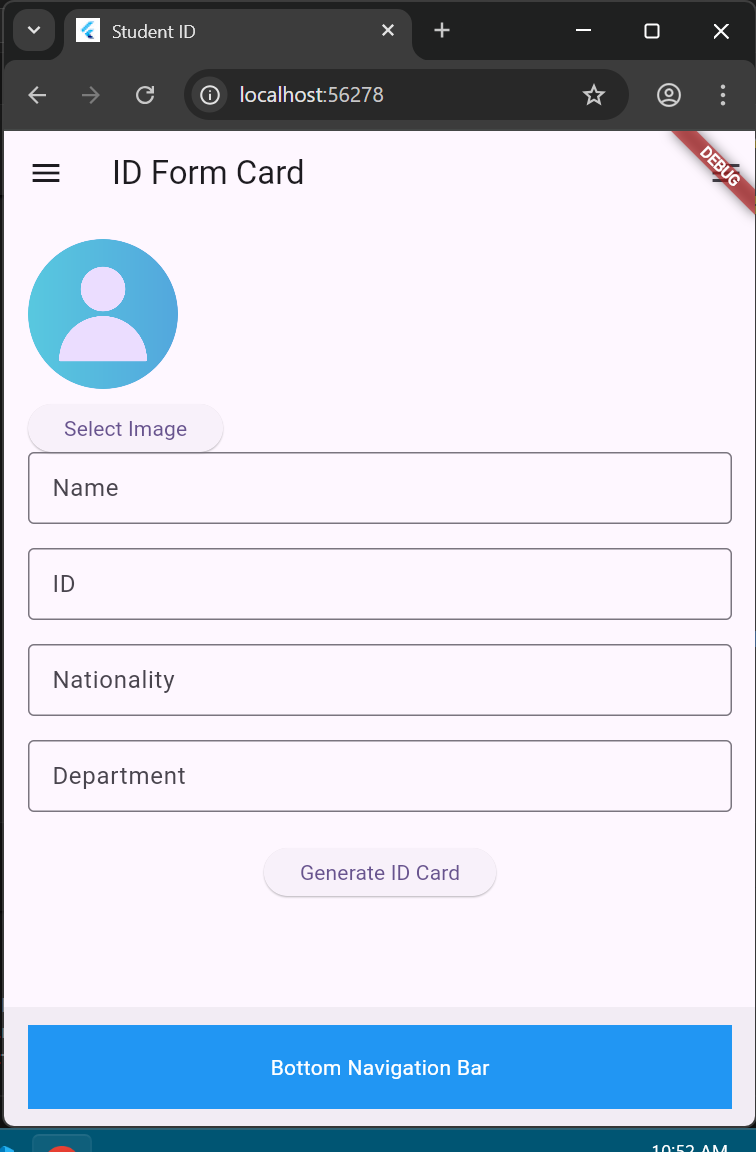 Student ID
localhost:56278
ID Form Card
DEBUG
Select Image
Name
ID
Nationality
Department
Generate ID Card
Bottom Navigation Bar
10:52 AM